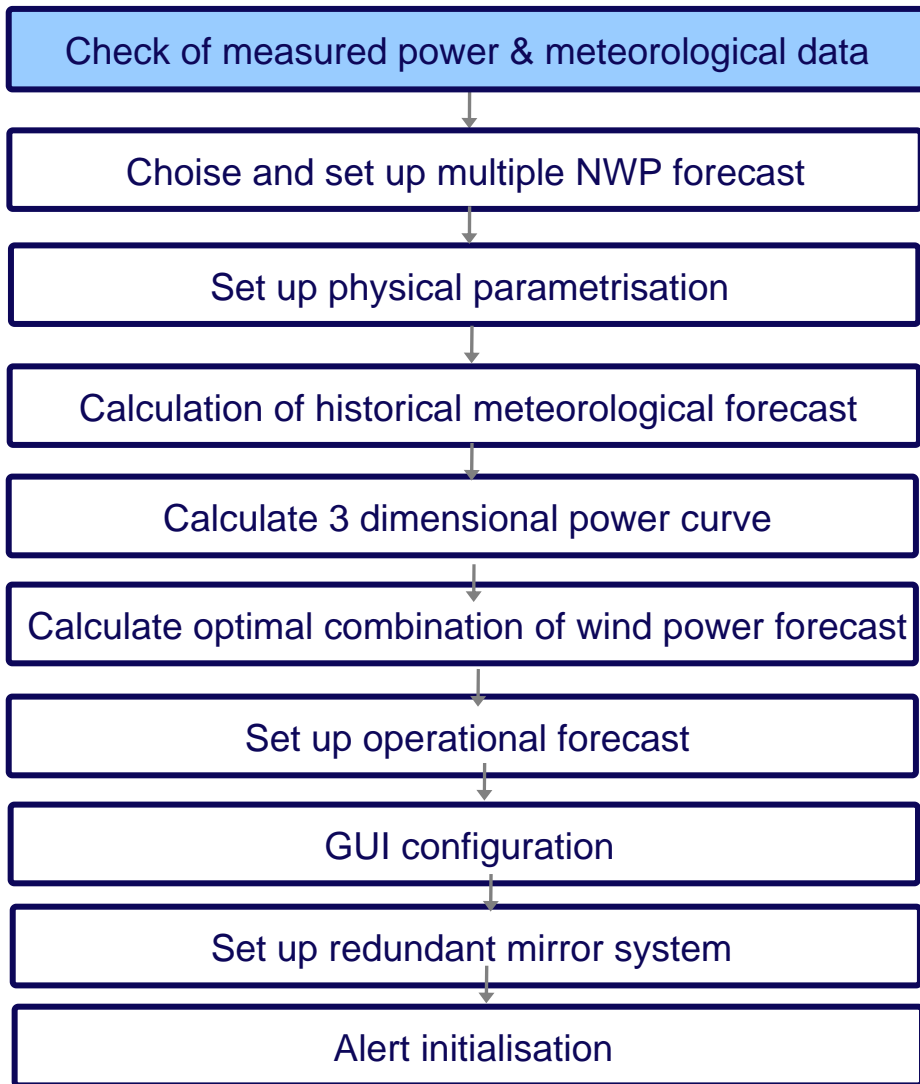 Check of measured power & meteorological data
Choise and set up multiple NWP forecast
Set up physical parametrisation
Calculation of historical meteorological forecast
Calculate 3 dimensional power curve
Calculate optimal combination of wind power forecast
Set up operational forecast
GUI configuration
Set up redundant mirror system
Alert initialisation